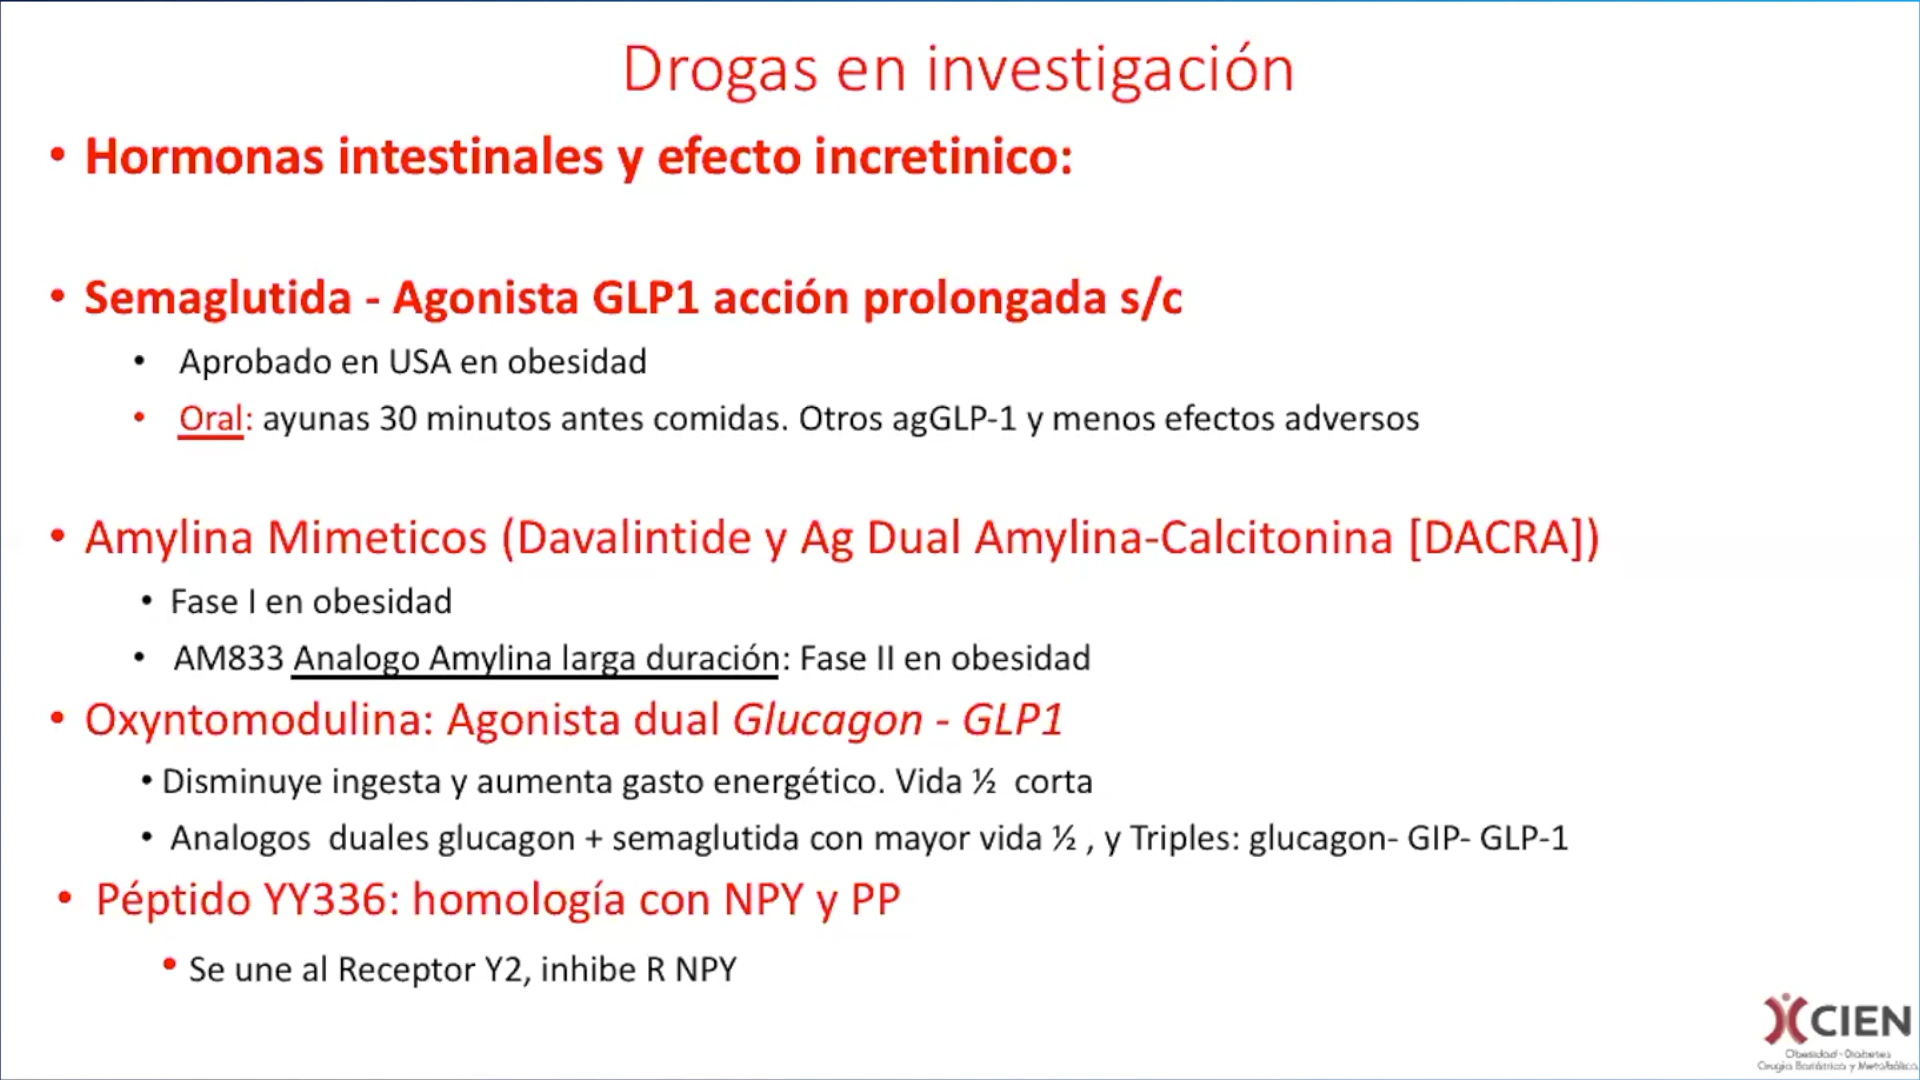 Drogas en investigación
• Hormonas intestinales y efecto incretinico:
• Semaglutida - Agonista GLP1 acción prolongada s/c
• Aprobado en USA en obesidad
• Oral: ayunas 30 minutos antes comidas. Otros agGLP-1 y menos efectos adversos
• Amylina Mimeticos (Davalintide y Ag Dual Amylina-Calcitonina [DACRA])
• Fase I en obesidad
• AM833 Analogo Amylina larga duración: Fase II en obesidad
• Oxyntomodulina: Agonista dual Glucagon - GLP1
• Disminuye ingesta y aumenta gasto energético. Vida ½ corta
• Analogos duales glucagon + semaglutida con mayor vida ½ , y Triples: glucagon- GIP- GLP-1
• Péptido YY336: homología con NPY y PP
• Se une al Receptor Y2, inhibe R NPY
CIEN
Obesidad - Diabetes
Cirugía Bariátrica y Metabólica